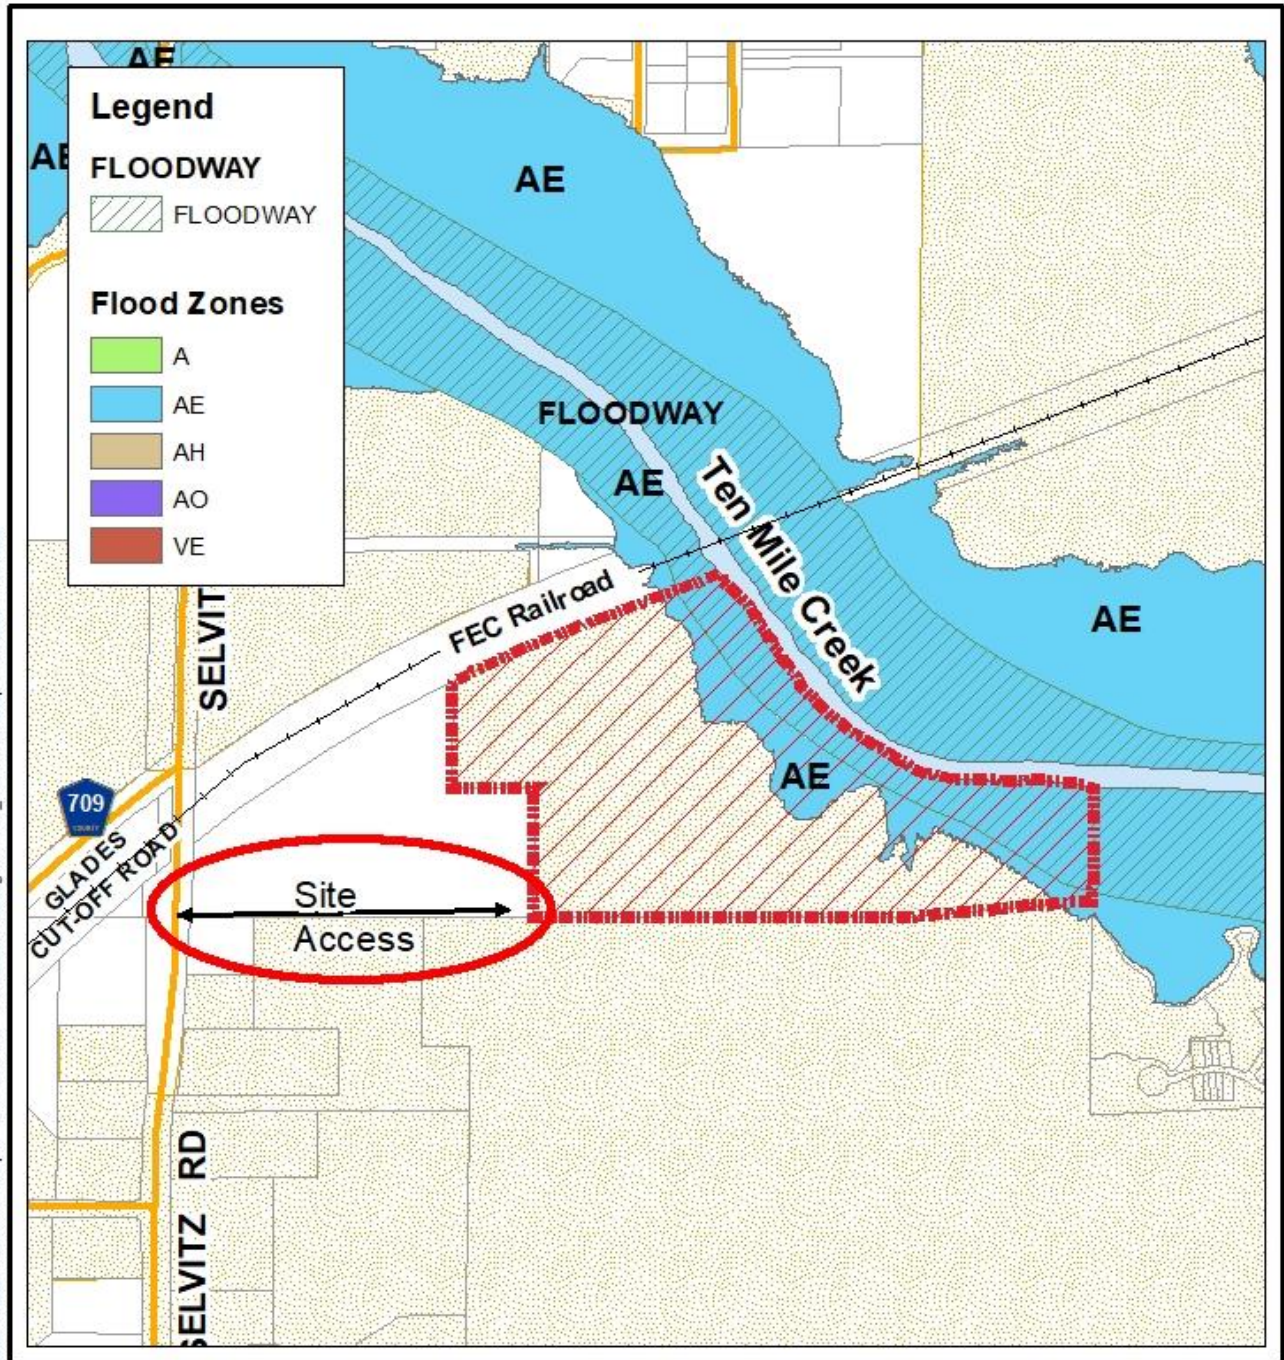 AE
Legend
FLOODWAY
FLOODWAY
Flood Zones
A
AE
AH
AO
VE
AE
AE
FLOODWAY
AE
Ten Mile Creek
AE
FEC Railroad
SELVIT
AE
709
COUNTY
GLADES
CUT-OFF ROAD
Site
Access
SELVITZ RD